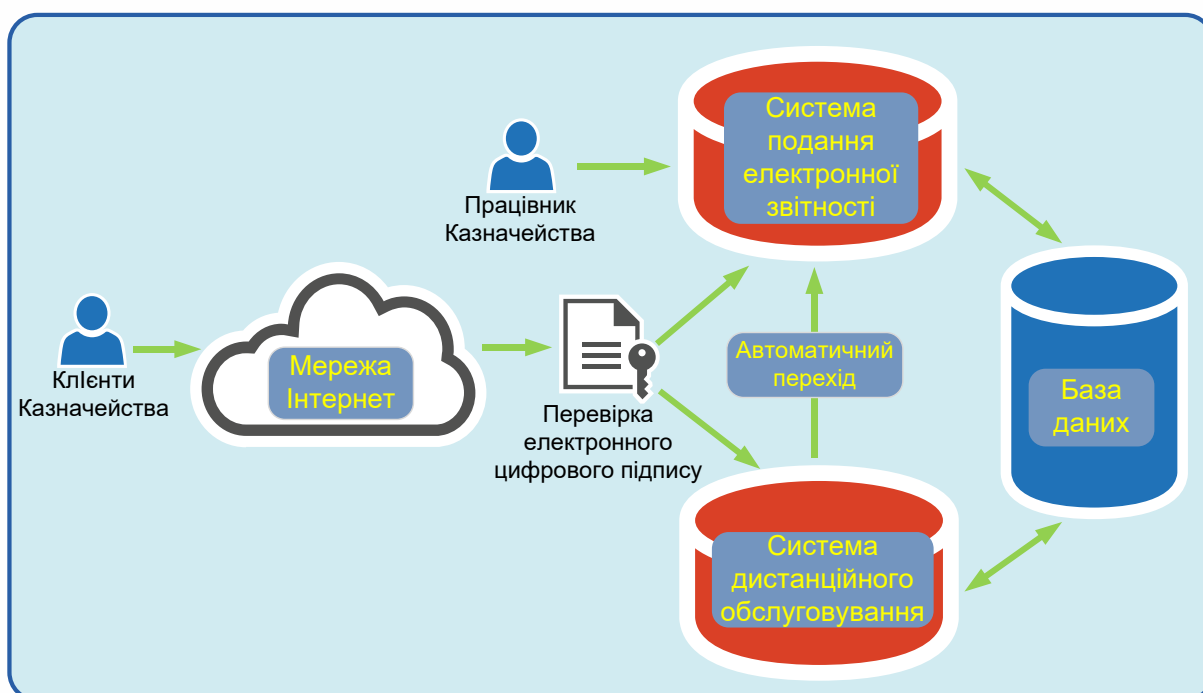 Система
подання
електронної
звітності
Працівник
Казначейства
КлІєнти
Казначейства
Мережа
Інтернет
Перевірка
електронного
цифрового підпису
Автоматичний
перехід
База
даних
Система
дистанційного
обслуговування